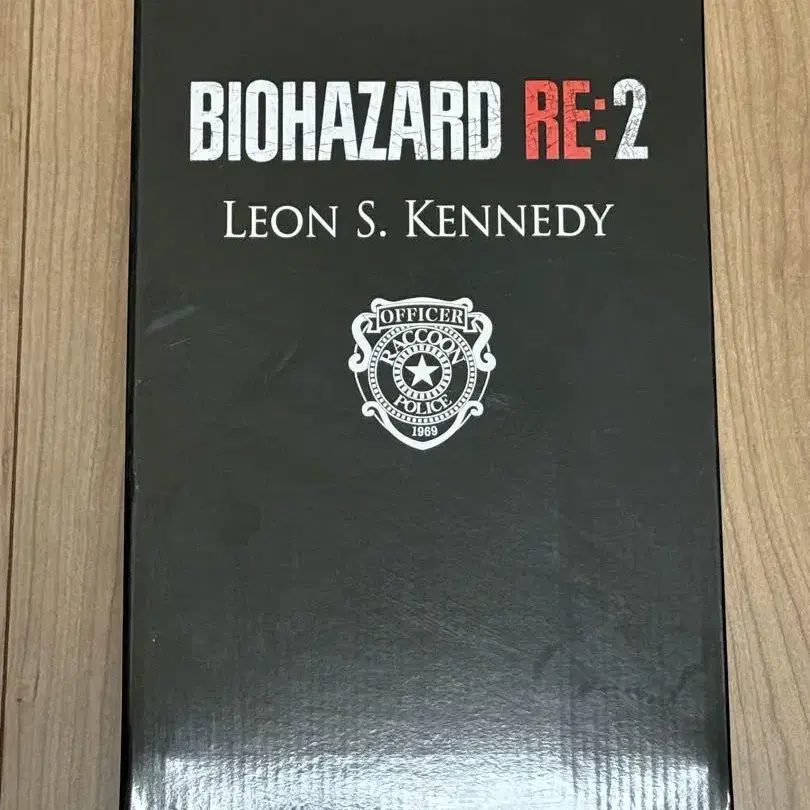 BIOHAZARD RE:2
LEON S. KENNEDY
OFFICER
RACCOON
POLICE
1969